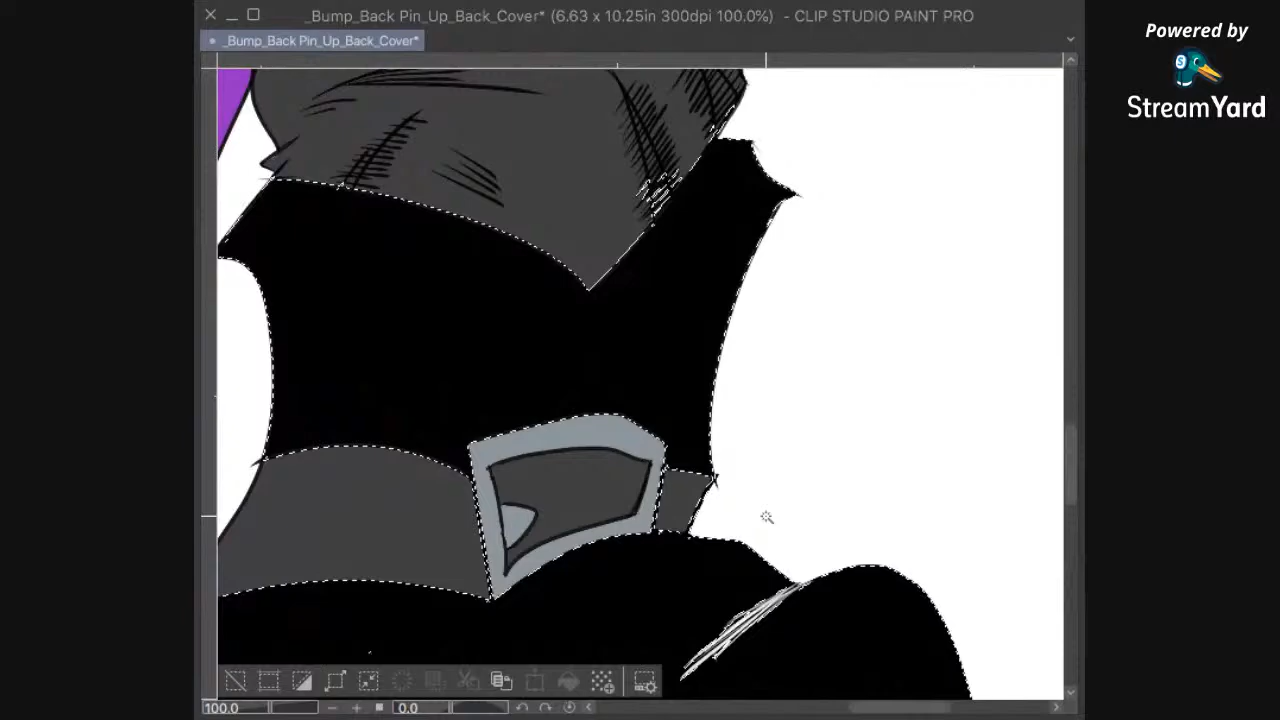 _Bump_Back Pin_Up_Back_Cover* (6.63 x 10.25in 300dpi 100.0%) - CLIP STUDIO PAINT PRO
_Bump_Back Pin_Up_Back_Cover*
Powered by
S
StreamYard
100.0
0.0